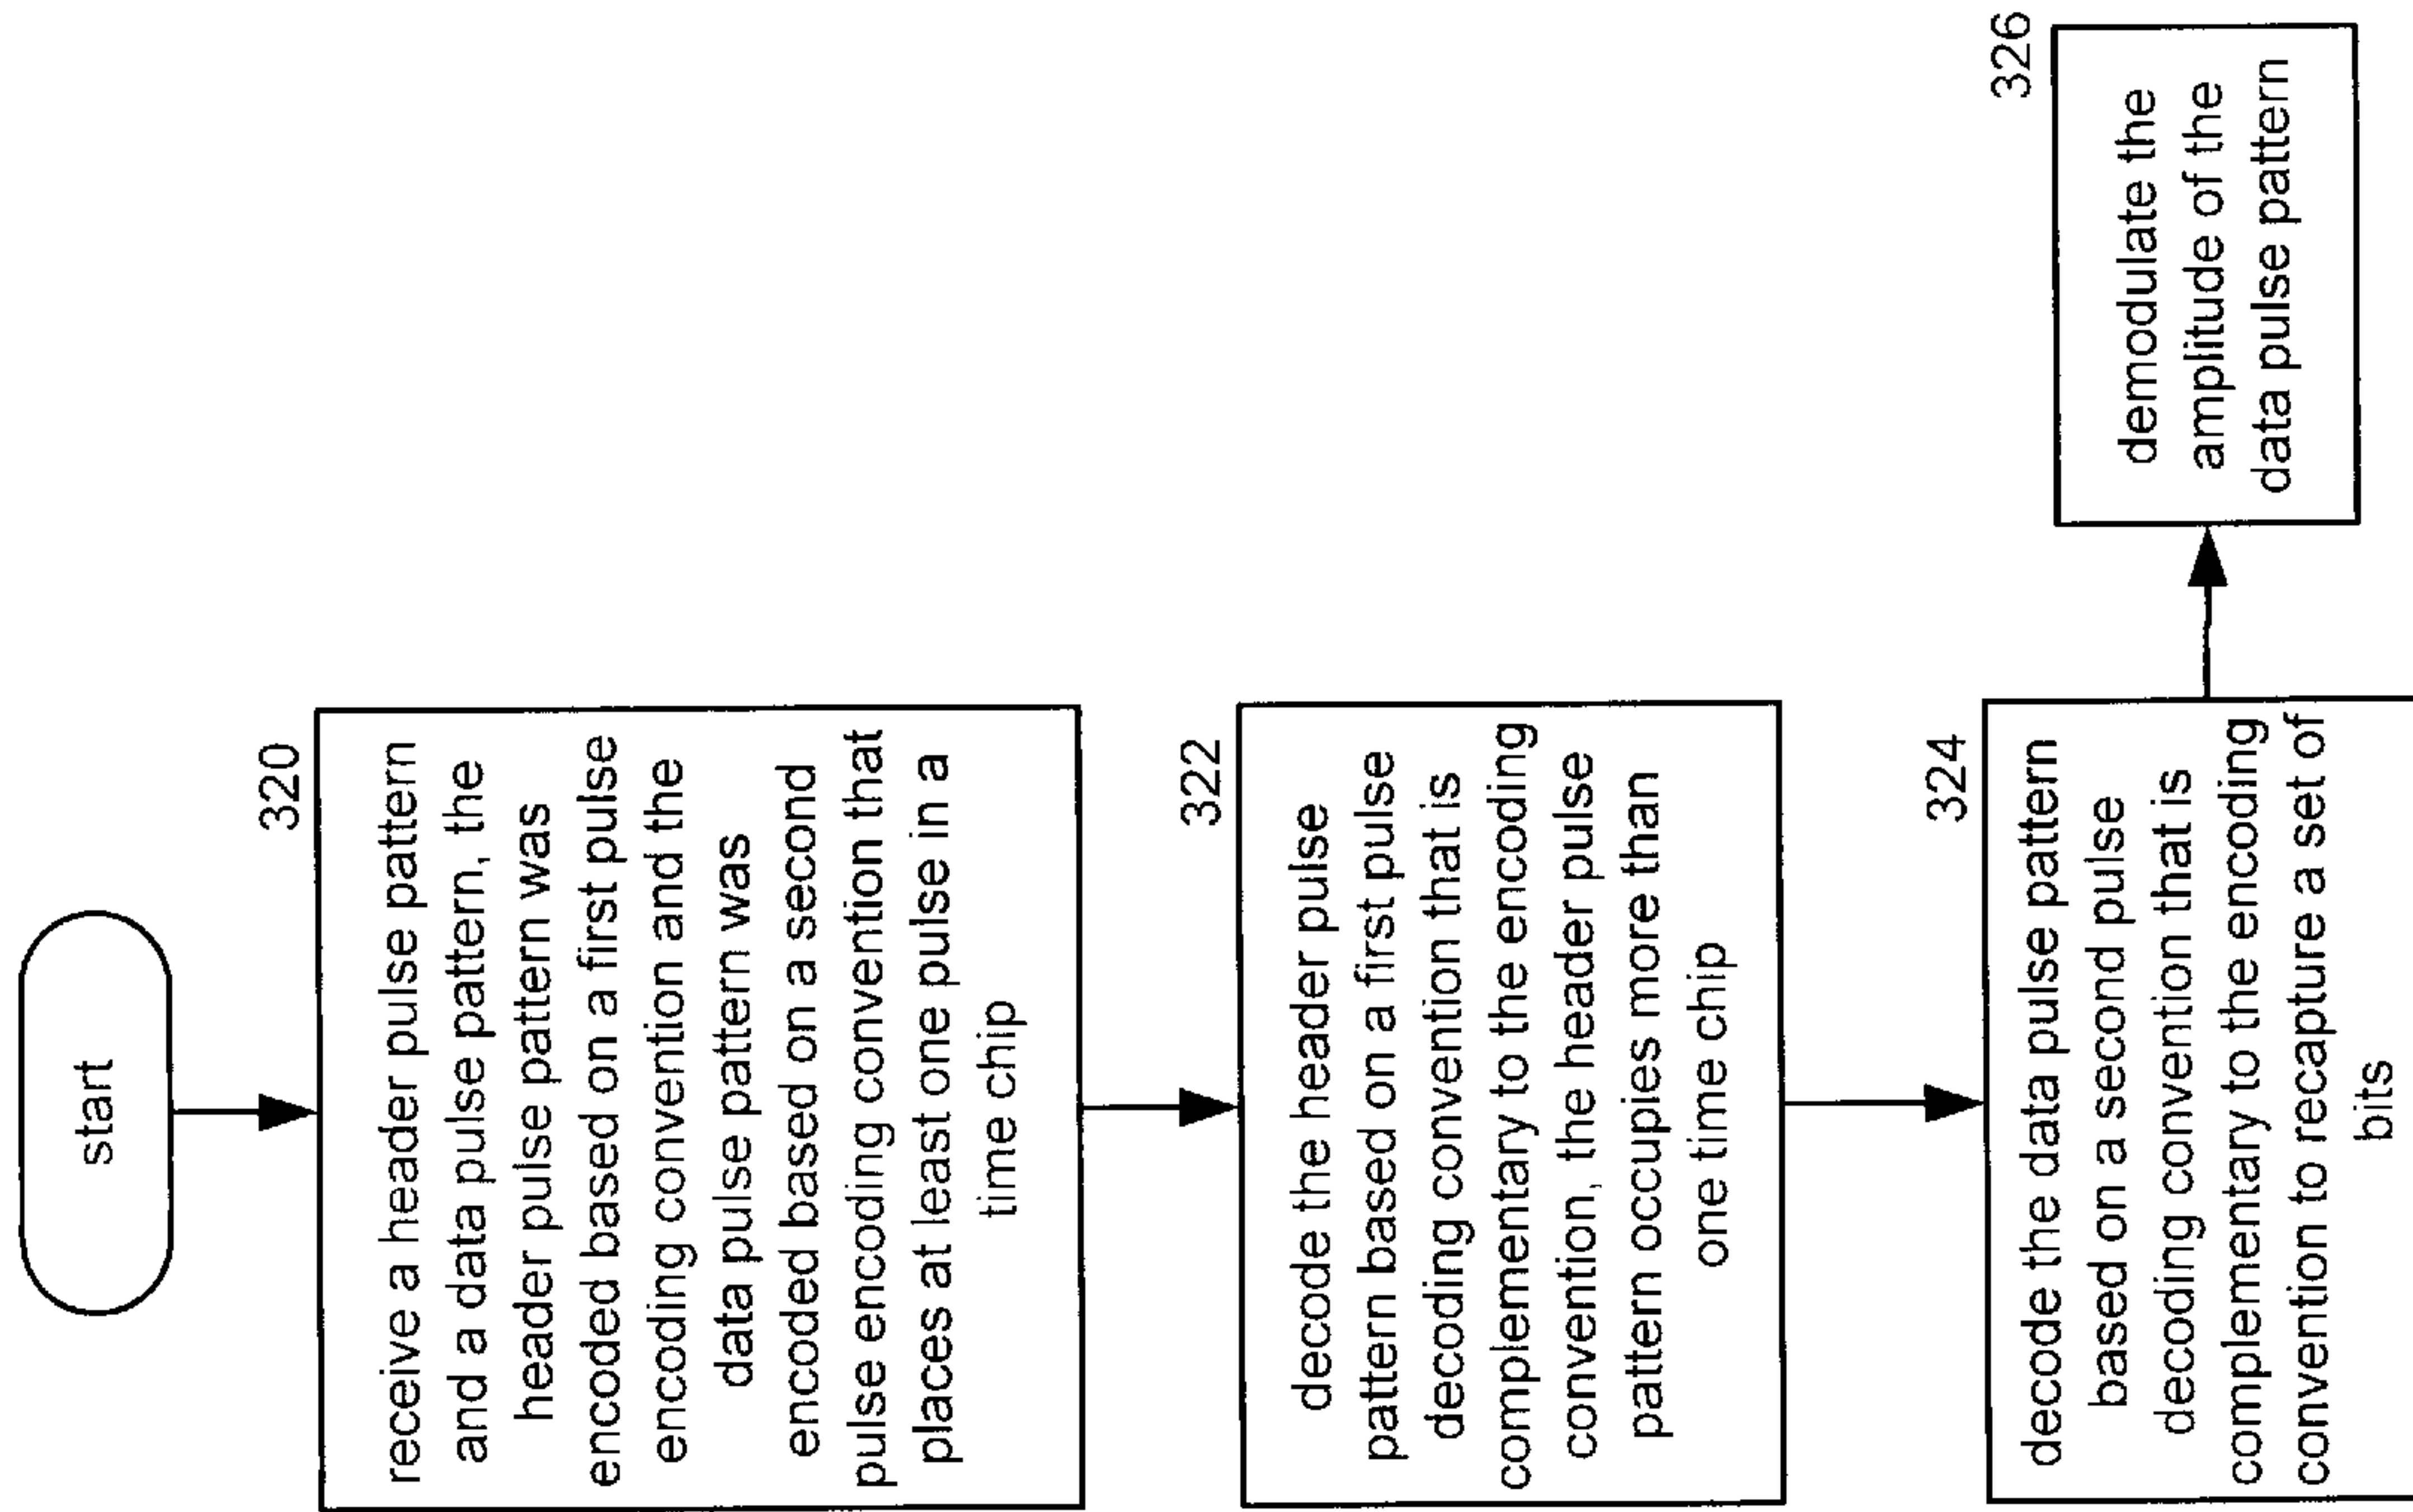 start
320
receive a header pulse pattern
and a data pulse pattern, the
header pulse pattern was
encoded based on a first pulse
encoding convention and the
data pulse pattern was
encoded based on a second
pulse encoding convention that
places at least one pulse in a
time chip
322
decode the header pulse
pattern based on a first pulse
decoding convention that is
complementary to the encoding
convention, the header pulse
pattern occupies more than
one time chip
324
decode the data pulse pattern
based on a second pulse
decoding convention that is
complementary to the encoding
convention to recapture a set of
bits
326
demodulate the
amplitude of the
data pulse pattern